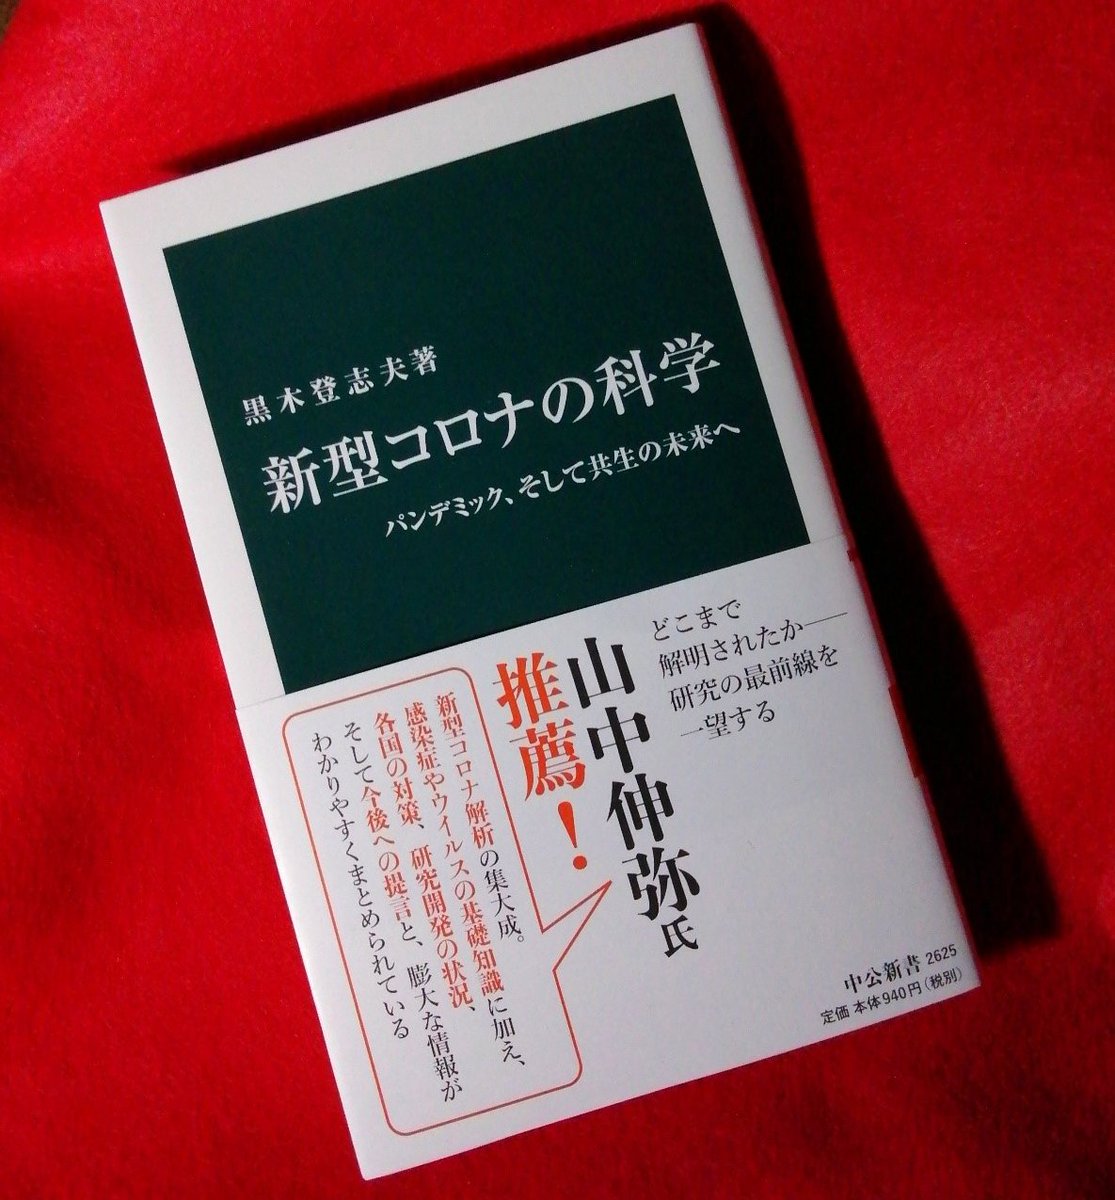 黒木登志夫著
新型コロナの科学
パンデミック、そして共生の未来へ
どこまで
解明されたか――
研究の最前線を
一望する
山中伸弥氏
推薦!
新型コロナ解析の集大成。
感染症やウイルスの基礎知識に加え、
各国の対策、研究開発の状況、
そして今後への提言と、膨大な情報が
わかりやすくまとめられている
中公新書 2625
定価 本体940円(税別)